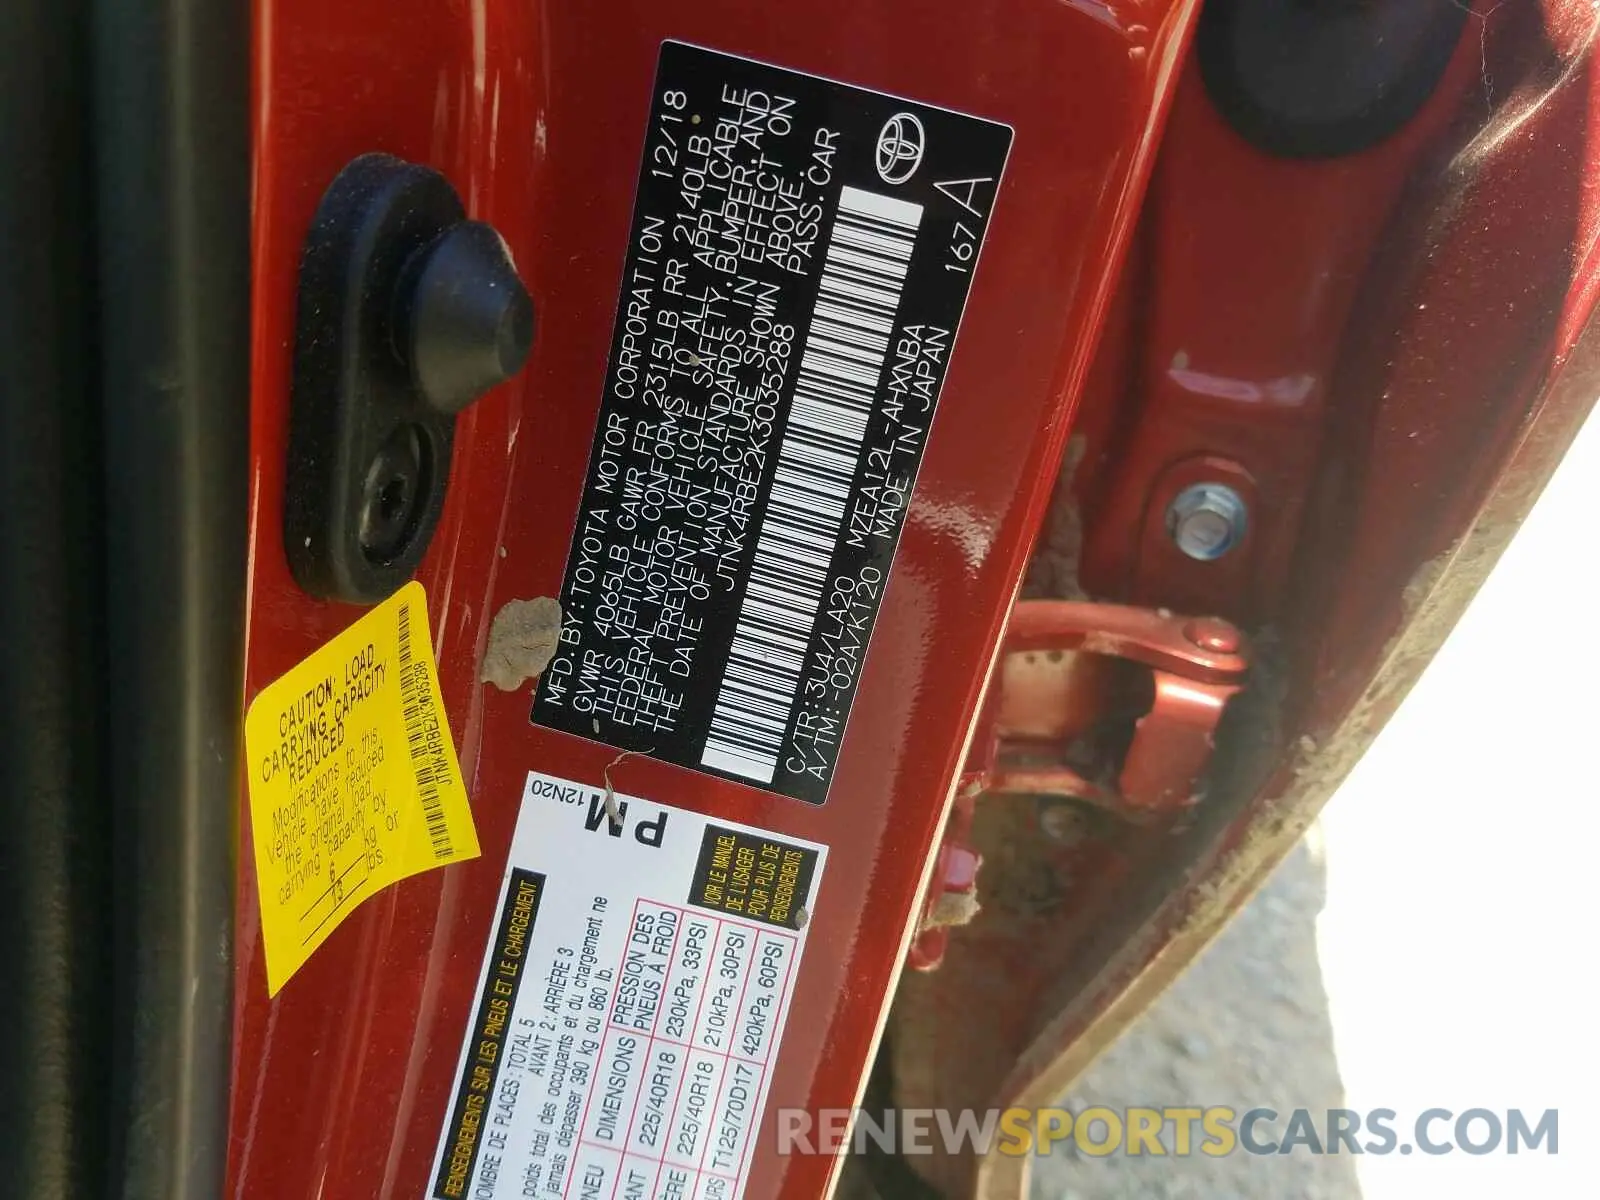 MFD.BY:TOYOTA MOTOR CORPORATION 12/18
GVWR 4065LB GAWR FR 2315LB RR 2140LB
THIS VEHICLE CONFORMS TO ALL APPLICABLE
FEDERAL MOTOR VEHICLE SAFETY,BUMPER,AND
THEFT PREVENTION STANDARDS IN EFFECT ON
THE DATE OF MANUFACTURE SHOWN ABOVE.
JTNK4RBE2K3035288 PASS.CAR
C/TR:3U4/LA20 MZEA12L-AHXNBA 167A
A/TM:-02A/K120 MADE IN JAPAN
CAUTION: LOAD
CARRYING CAPACITY
REDUCED
Modifications to this
vehicle have reduced
the original load
carrying capacity by
6 kg or
13 lbs
JTNK4RBE2K3035288
PM
12N20
RENSEIGNEMENTS SUR LES PNEUS ET LE CHARGEMENT
VOIR LE MANUEL
DE L'USAGER
POUR PLUS DE
RENSEIGNEMENTS.
NOMBRE DE PLACES : TOTAL 5
AVANT 2 : ARRIÈRE 3
poids total des occupants et du chargement ne
jamais dépasser 390 kg ou 860 lb.
PNEU DIMENSIONS PRESSION DES
PNEUS À FROID
225/40R18 230kPa, 33PSI
225/40R18 210kPa, 30PSI
T125/70D17 420kPa, 60PSI
RENEWSPORTSCARS.COM